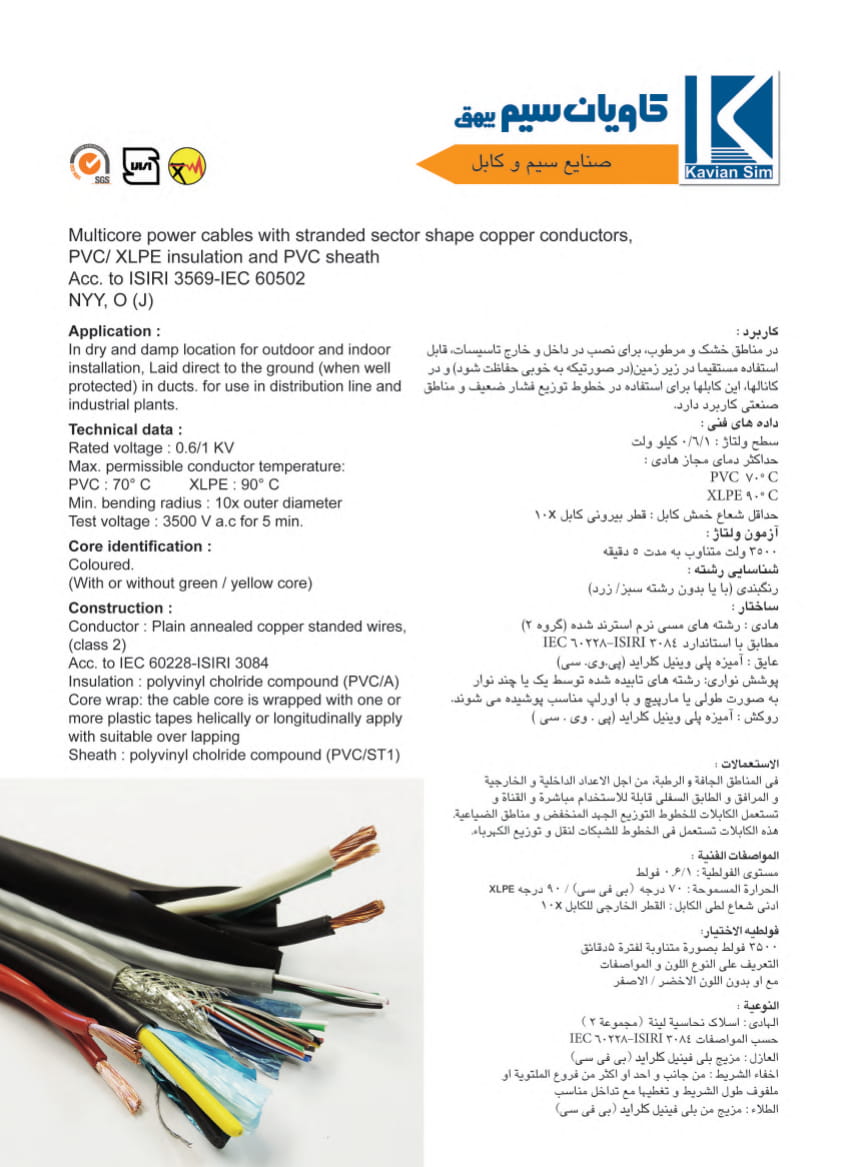 کاویان سیم بیهق
صنایع سیم و کابل
Kavian Sim
SGS
Multicore power cables with stranded sector shape copper conductors,
PVC/ XLPE insulation and PVC sheath
Acc. to ISIRI 3569-IEC 60502
NYY, O (J)
Application :
In dry and damp location for outdoor and indoor
installation, Laid direct to the ground (when well
protected) in ducts. for use in distribution line and
industrial plants.
Technical data :
Rated voltage : 0.6/1 KV
Max. permissible conductor temperature:
PVC : 70° C XLPE : 90° C
Min. bending radius : 10x outer diameter
Test voltage : 3500 V a.c for 5 min.
Core identification :
Coloured.
(With or without green / yellow core)
Construction :
Conductor : Plain annealed copper standed wires,
(class 2)
Acc. to IEC 60228-ISIRI 3084
Insulation : polyvinyl cholride compound (PVC/A)
Core wrap: the cable core is wrapped with one or
more plastic tapes helically or longitudinally apply
with suitable over lapping
Sheath : polyvinyl cholride compound (PVC/ST1)
کاربرد :
در مناطق خشک و مرطوب، برای نصب در داخل و خارج تاسیسات، قابل
استفاده مستقیما در زیر زمین(در صورتیکه به خوبی حفاظت شود) و در
کانالها، این کابلها برای استفاده در خطوط توزیع فشار ضعیف و مناطق
صنعتی کاربرد دارد.
داده های فنی :
سطح ولتاژ : ۰/٦/۱ کیلو ولت
حداکثر دمای مجاز هادی :
PVC ۷۰° C
XLPE ۹۰° C
حداقل شعاع خمش کابل : قطر بیرونی کابل ۱۰X
آزمون ولتاژ :
۳۵۰۰ ولت متناوب به مدت ۵ دقیقه
شناسایی رشته :
رنگبندی (با یا بدون رشته سبز/ زرد)
ساختار :
هادی : رشته های مسی نرم استرند شده (گروه ۲)
مطابق با استاندارد IEC ٦۰۲۲۸-ISIRI ۳۰۸٤
عایق : آمیزه پلی وینیل کلراید (پی.وی. سی)
پوشش نواری: رشته های تابیده شده توسط یک یا چند نوار
به صورت طولی یا مارپیچ و با اورلپ مناسب پوشیده می شوند.
روکش : آمیزه پلی وینیل کلراید (پی . وی . سی )
الاستعمالات :
فی المناطق الجافة و الرطبة، من اجل الاعداد الداخلیة و الخارجیة
و المرافق و الطابق السفلی قابلة للاستخدام مباشرة و القناة و
تستعمل الکابلات للخطوط التوزیع الجهد المنخفض و مناطق الضیاعیة.
هذه الکابلات تستعمل فی الخطوط للشبکات لنقل و توزیع الکهرباء.
المواصفات الفنیة :
مستوی الفولطیة : ۰.۶/۱ فولط
الحرارة المسموحة : ۷۰ درجه (بی فی سی) / ۹۰ درجه XLPE
ادنی شعاع لطی الکابل : القطر الخارجی للکابل ۱۰X
فولطیه الاختیار:
۳۵۰۰ فولط بصورة متناوبة لفترة ۵دقائق
التعریف علی النوع اللون و المواصفات
مع او بدون اللون الاخضر / الاصفر
النوعیة :
الهادی : اسلاک نحاسیة لینة (مجموعة ۲ )
حسب المواصفات IEC ٦۰۲۲۸-ISIRI ۳۰۸٤
العازل : مزیج بلی فینیل کلراید (بی فی سی)
اخفاء الشریط : من جانب و احد او اکثر من فروع الملتویة او
ملفوف طول الشریط و تغطیها مع تداخل مناسب
الطلاء : مزیج من بلی فینیل کلراید (بی فی سی)